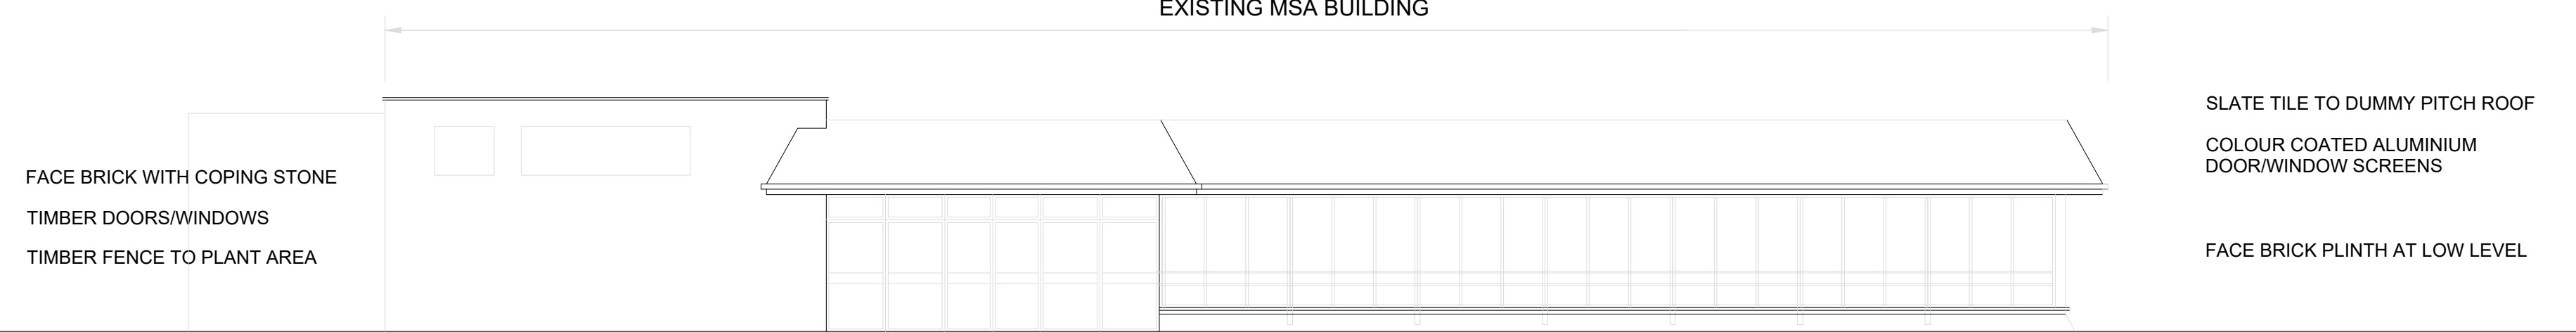 EXISTING MSA BUILDING
FACE BRICK WITH COPING STONE
TIMBER DOORS/WINDOWS
TIMBER FENCE TO PLANT AREA
SLATE TILE TO DUMMY PITCH ROOF
COLOUR COATED ALUMINIUM
DOOR/WINDOW SCREENS
FACE BRICK PLINTH AT LOW LEVEL